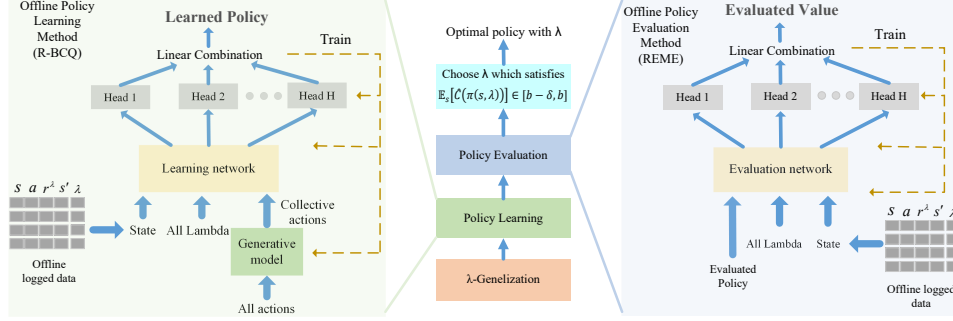 Offline Policy
Learning
Method
(R-BCQ)
Learned Policy
Train
Linear Combination
Head 1
Head 2
Head H
Learning network
s a r^λ s' λ
Collective
actions
State
All Lambda
Generative
model
Offline
logged data
All actions
Optimal policy with λ
Choose λ which satisfies
𝔼ₛ[Ĉ(π(s, λ))] ∈ [b − δ, b]
Policy Evaluation
Policy Learning
λ-Genelization
Offline Policy
Evaluation
Method
(REME)
Evaluated Value
Train
Linear Combination
Head 1
Head 2
Head H
Evaluation network
s a r^λ s' λ
All Lambda
State
Evaluated
Policy
Offline logged
data